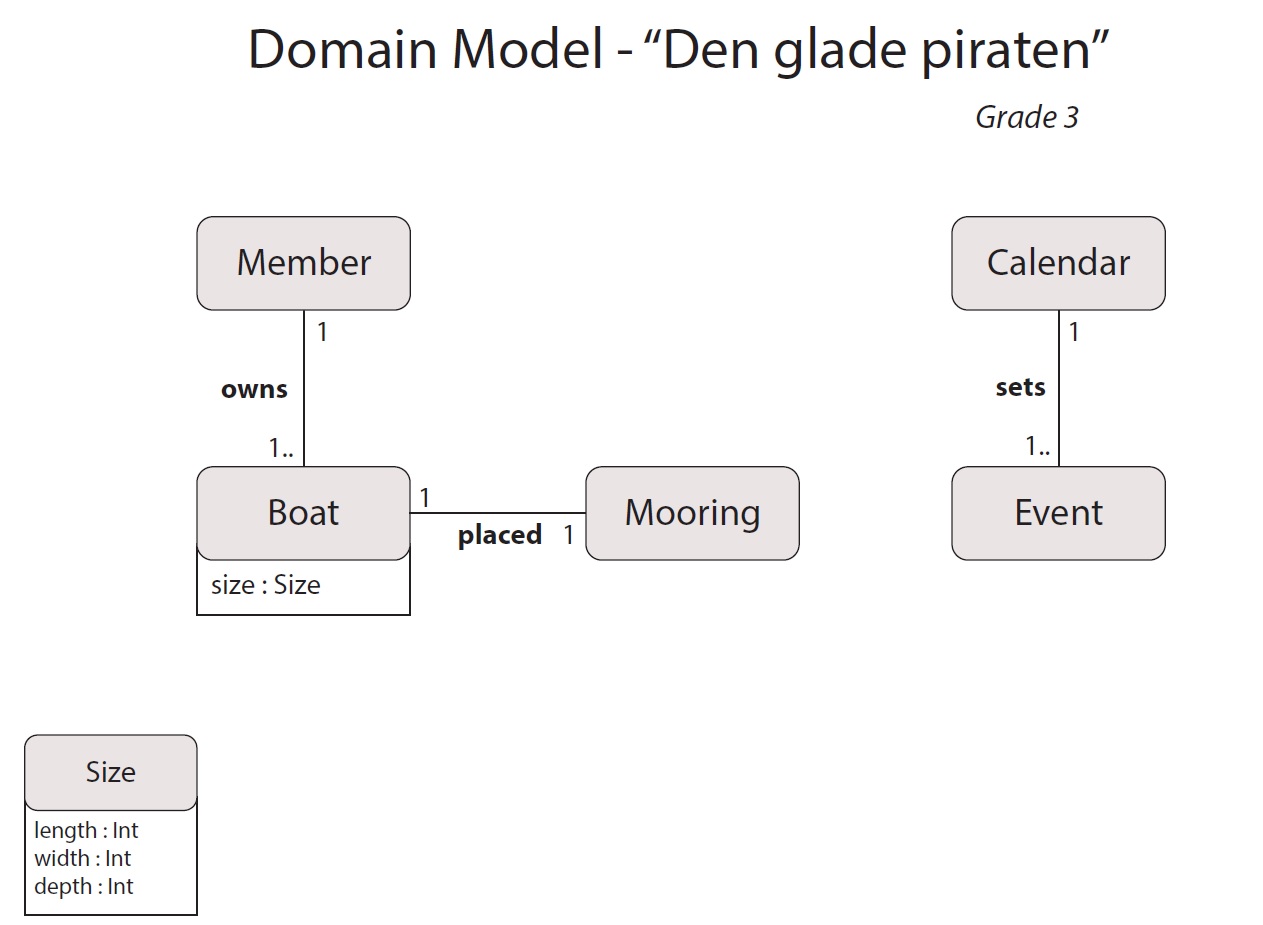 Domain Model - “Den glade piraten”
Grade 3
Member
Calendar
1
1
owns
sets
1..
1..
Boat
1
placed
1
Mooring
Event
size : Size
Size
length : Int
width : Int
depth : Int